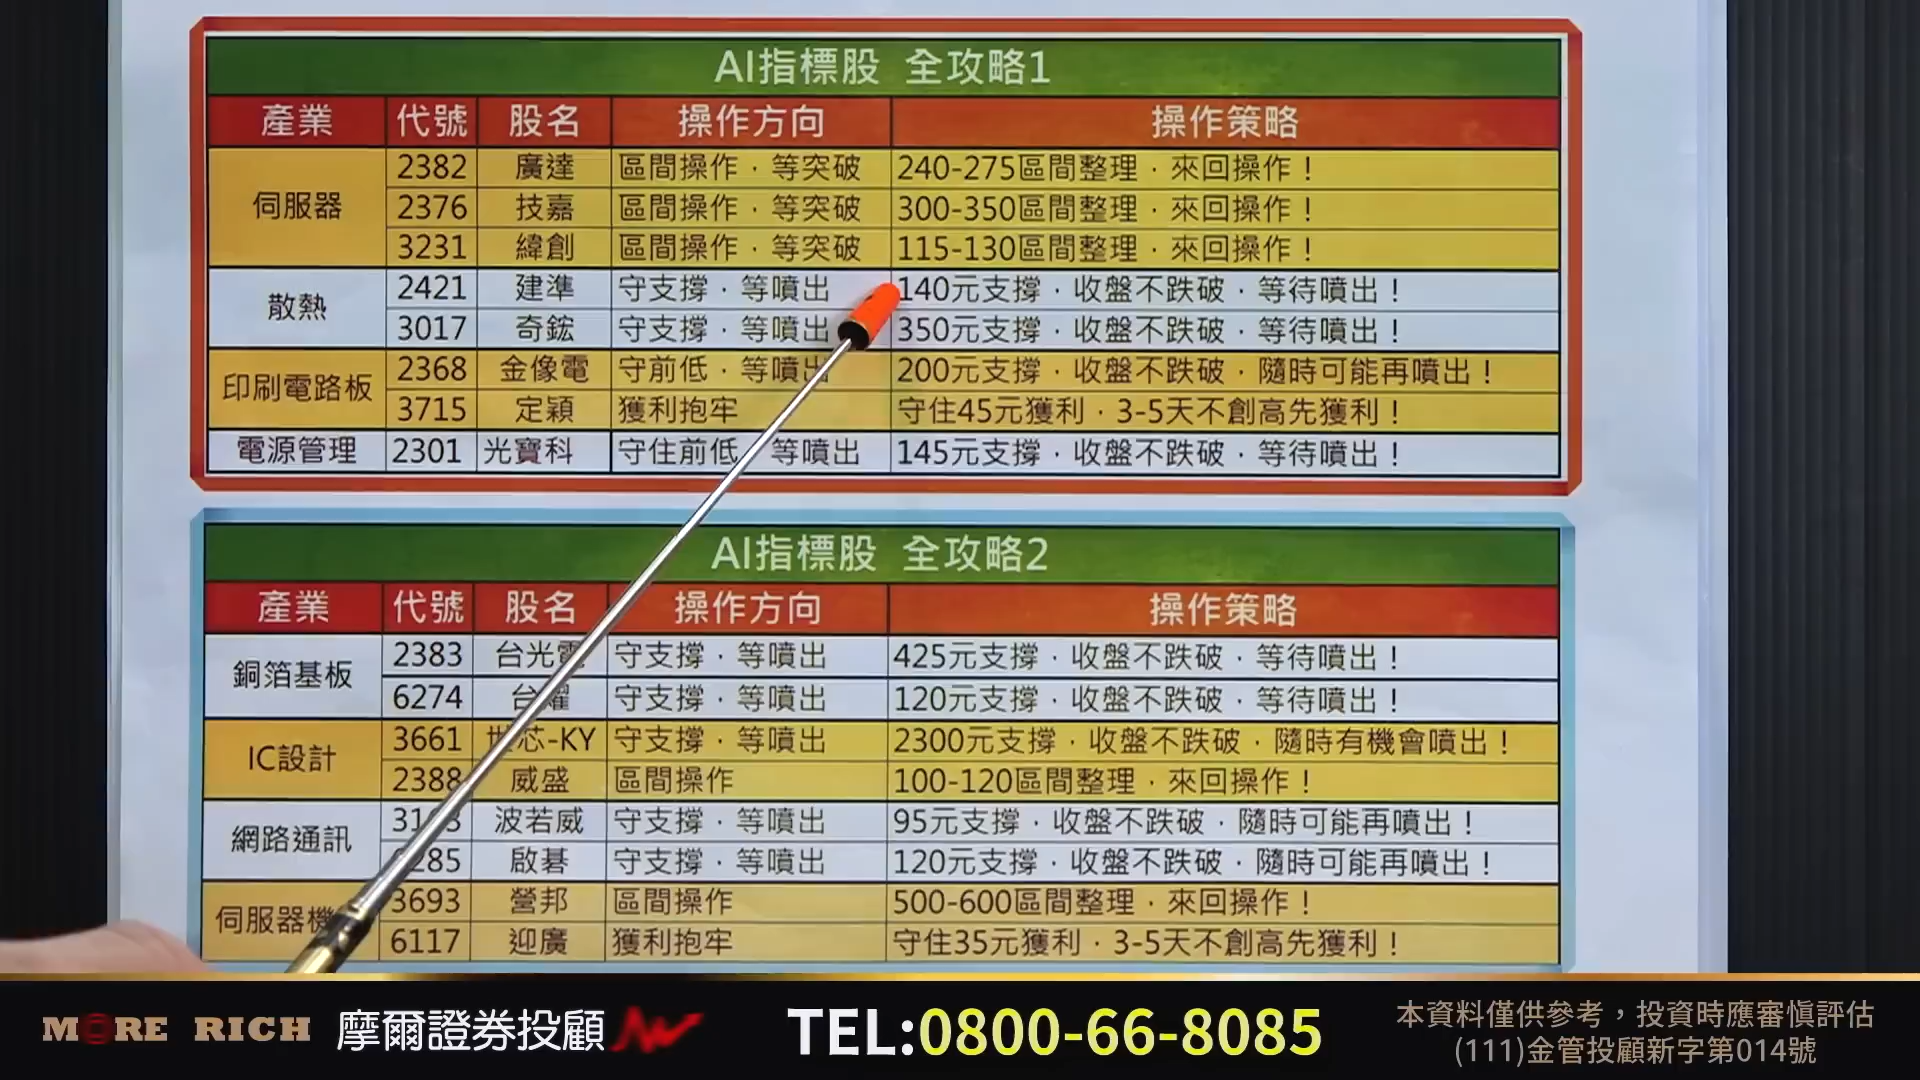 AI指標股 全攻略1
產業 代號 股名 操作方向 操作策略
伺服器 2382 廣達 區間操作，等突破 240-275區間整理，來回操作！
2376 技嘉 區間操作，等突破 300-350區間整理，來回操作！
3231 緯創 區間操作，等突破 115-130區間整理，來回操作！
散熱 2421 建準 守支撐，等噴出 140元支撐，收盤不跌破，等待噴出！
3017 奇鋐 守支撐，等噴出 350元支撐，收盤不跌破，等待噴出！
印刷電路板 2368 金像電 守前低，等噴出 200元支撐，收盤不跌破，隨時可能再噴出！
3715 定穎 獲利抱牢 守住45元獲利，3-5天不創高先獲利！
電源管理 2301 光寶科 守住前低 等噴出 145元支撐，收盤不跌破，等待噴出！
AI指標股 全攻略2
產業 代號 股名 操作方向 操作策略
銅箔基板 2383 台光電 守支撐，等噴出 425元支撐，收盤不跌破，等待噴出！
6274 台燿 守支撐，等噴出 120元支撐，收盤不跌破，等待噴出！
IC設計 3661 世芯-KY 守支撐，等噴出 2300元支撐，收盤不跌破，隨時有機會噴出！
2388 威盛 區間操作 100-120區間整理，來回操作！
網路通訊 波若威 守支撐，等噴出 95元支撐，收盤不跌破，隨時可能再噴出！
啟碁 守支撐，等噴出 120元支撐，收盤不跌破，隨時可能再噴出！
伺服器機 3693 營邦 區間操作 500-600區間整理，來回操作！
6117 迎廣 獲利抱牢 守住35元獲利，3-5天不創高先獲利！
MORE RICH 摩爾證券投顧
TEL:0800-66-8085
本資料僅供參考，投資時應審慎評估
(111)金管投顧新字第014號